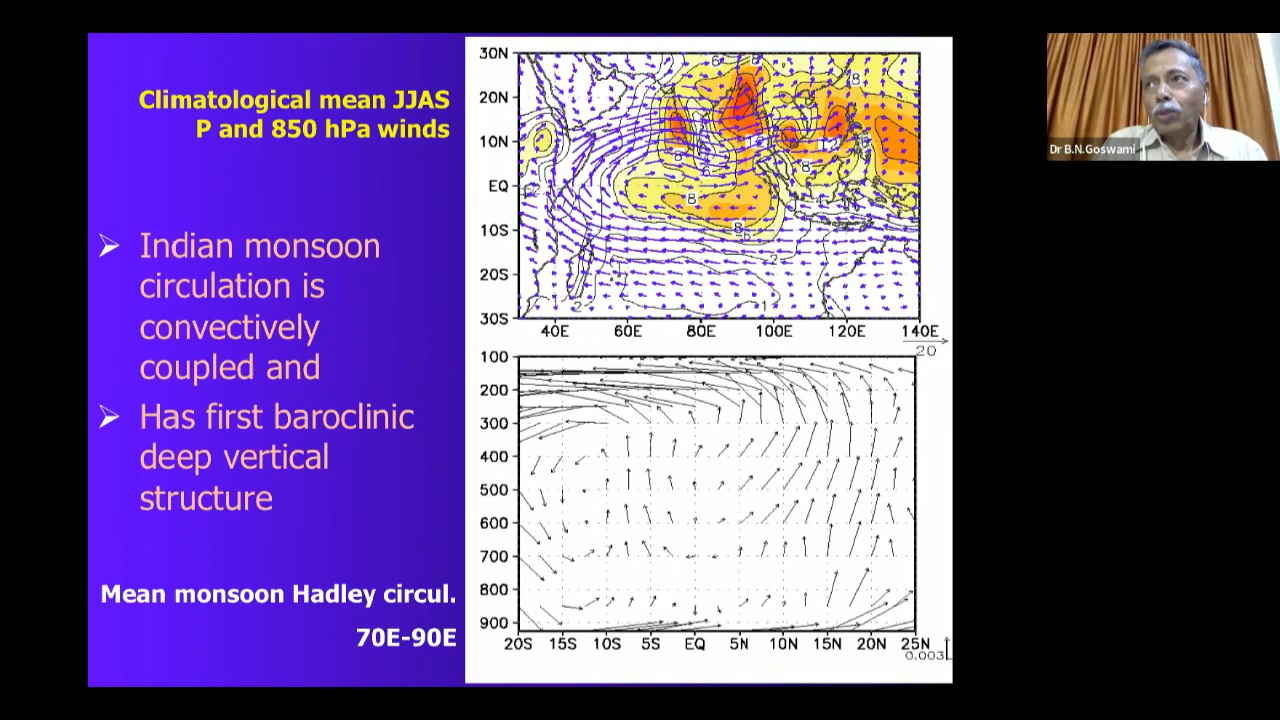 Climatological mean JJAS
P and 850 hPa winds
➢ Indian monsoon
circulation is
convectively
coupled and
➢ Has first baroclinic
deep vertical
structure
Mean monsoon Hadley circul.
70E-90E
30N
20N
10N
EQ
10S
20S
30S
40E 60E 80E 100E 120E 140E
20
100
200
300
400
500
600
700
800
900
20S 15S 10S 5S EQ 5N 10N 15N 20N 25N
0.003
Dr B.N.Goswami